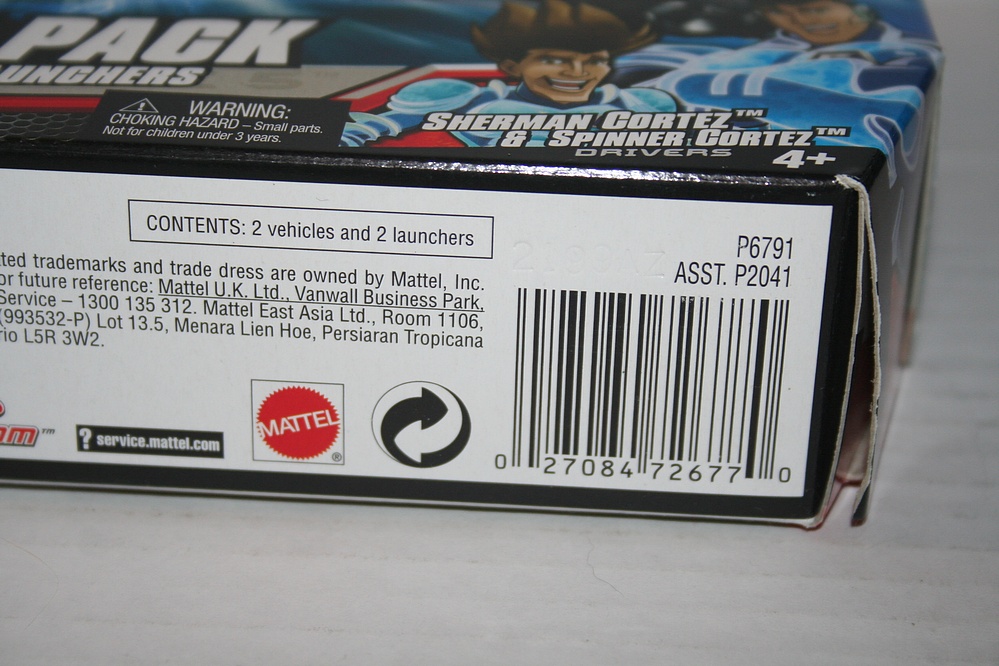 PACK
UNCHERS
WARNING:
CHOKING HAZARD – Small parts.
Not for children under 3 years.
SHERMAN CORTEZ™
& SPINNER CORTEZ™
DRIVERS
4+
CONTENTS: 2 vehicles and 2 launchers
P6791
ASST. P2041
ted trademarks and trade dress are owned by Mattel, Inc.
or future reference: Mattel U.K. Ltd., Vanwall Business Park,
Service – 1300 135 312. Mattel East Asia Ltd., Room 1106,
(993532-P) Lot 13.5, Menara Lien Hoe, Persiaran Tropicana
rio L5R 3W2.
om™
? service.mattel.com
MATTEL®
0 27084 72677 0